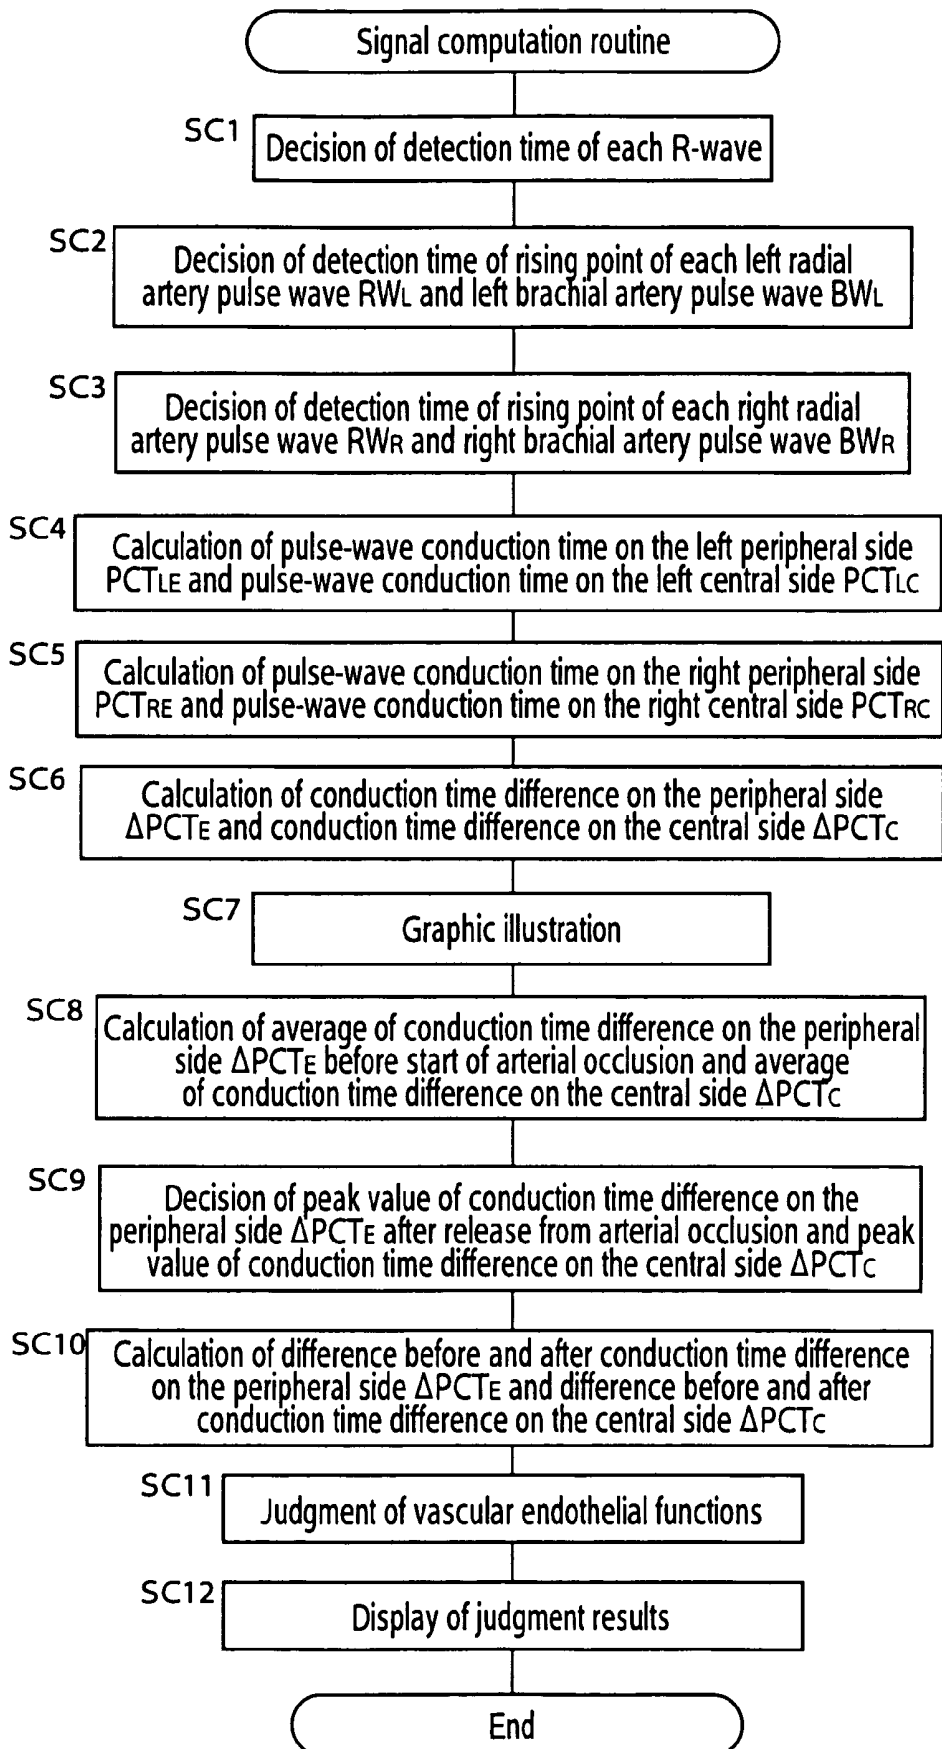 Signal computation routine
SC1
Decision of detection time of each R-wave
SC2
Decision of detection time of rising point of each left radial
artery pulse wave RWL and left brachial artery pulse wave BWL
SC3
Decision of detection time of rising point of each right radial
artery pulse wave RWR and right brachial artery pulse wave BWR
SC4
Calculation of pulse-wave conduction time on the left peripheral side
PCTLE and pulse-wave conduction time on the left central side PCTLC
SC5
Calculation of pulse-wave conduction time on the right peripheral side
PCTRE and pulse-wave conduction time on the right central side PCTRC
SC6
Calculation of conduction time difference on the peripheral side
ΔPCTE and conduction time difference on the central side ΔPCTC
SC7
Graphic illustration
SC8
Calculation of average of conduction time difference on the peripheral
side ΔPCTE before start of arterial occlusion and average
of conduction time difference on the central side ΔPCTC
SC9
Decision of peak value of conduction time difference on the
peripheral side ΔPCTE after release from arterial occlusion and peak
value of conduction time difference on the central side ΔPCTC
SC10
Calculation of difference before and after conduction time difference
on the peripheral side ΔPCTE and difference before and after
conduction time difference on the central side ΔPCTC
SC11
Judgment of vascular endothelial functions
SC12
Display of judgment results
End